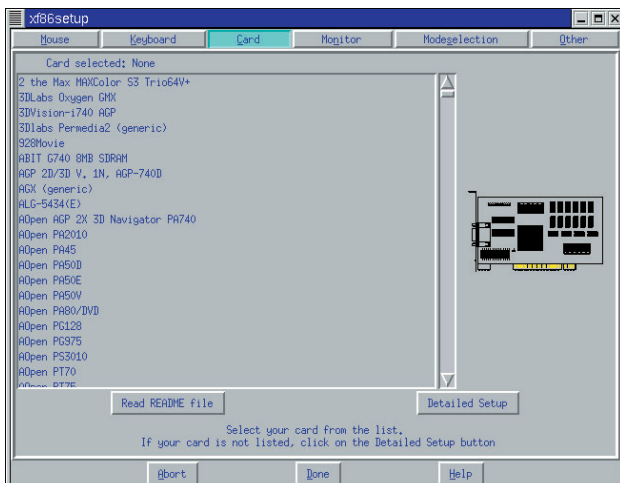 xf86setup
Mouse Keyboard Card Monitor Modeselection Other
Card selected: None
2 the Max MAXColor S3 Trio64V+
3DLabs Oxygen GMX
3DVision-i740 AGP
3Dlabs Permedia2 (generic)
928Movie
ABIT G740 8MB SDRAM
AGP 2D/3D V. 1N, AGP-740D
AGX (generic)
ALG-5434(E)
AOpen AGP 2X 3D Navigator PA740
AOpen PA2010
AOpen PA45
AOpen PA50D
AOpen PA50E
AOpen PA50V
AOpen PA80/DVD
AOpen PG128
AOpen PG975
AOpen PS3010
AOpen PT70
AOpen PT75
Read README file Detailed Setup
Select your card from the list.
If your card is not listed, click on the Detailed Setup button
Abort Done Help